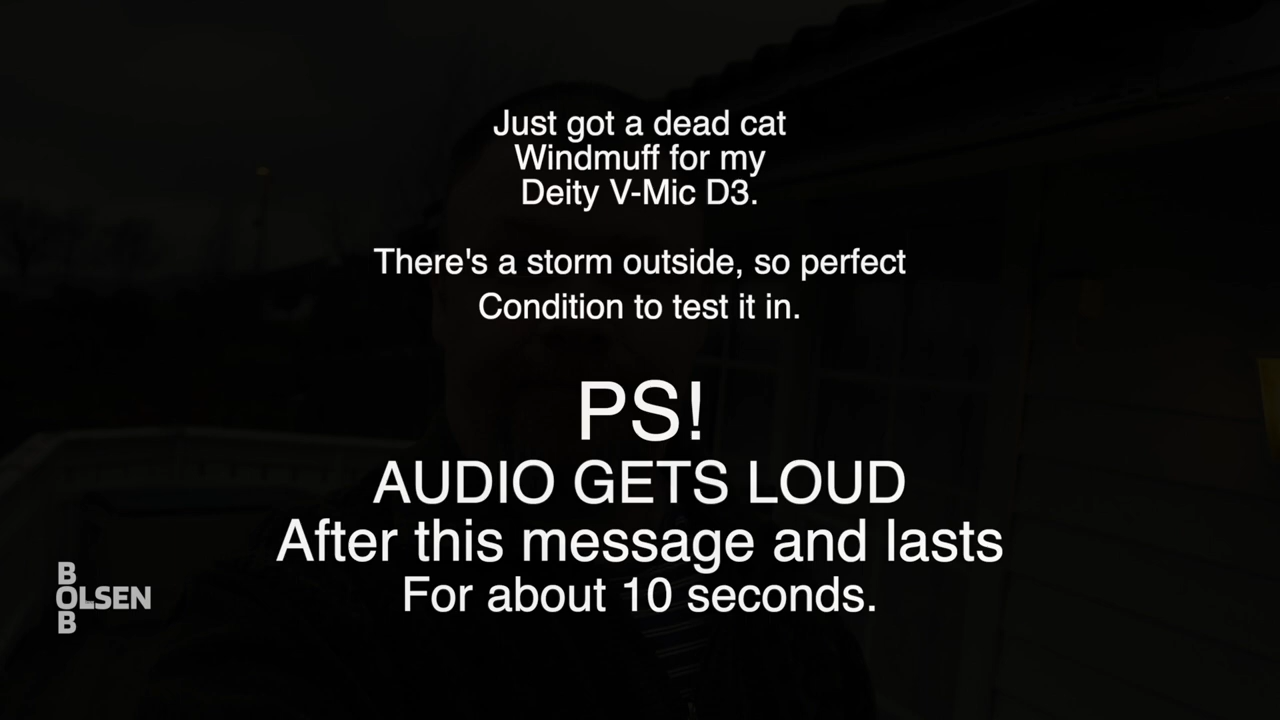 Just got a dead cat
Windmuff for my
Deity V-Mic D3.
There's a storm outside, so perfect
Condition to test it in.
PS!
AUDIO GETS LOUD
After this message and lasts
For about 10 seconds.
B
OLSEN
B